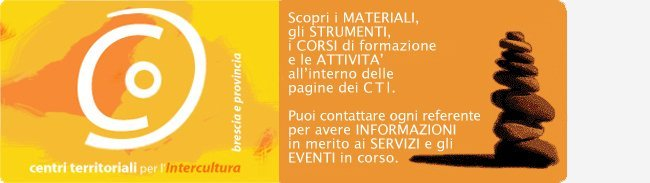 brescia e provincia
centri territoriali per l'Intercultura
Scopri i MATERIALI,
gli STRUMENTI,
i CORSI di formazione
e le ATTIVITA'
all'interno delle
pagine dei C T I.
Puoi contattare ogni referente
per avere INFORMAZIONI
in merito ai SERVIZI e gli
EVENTI in corso.